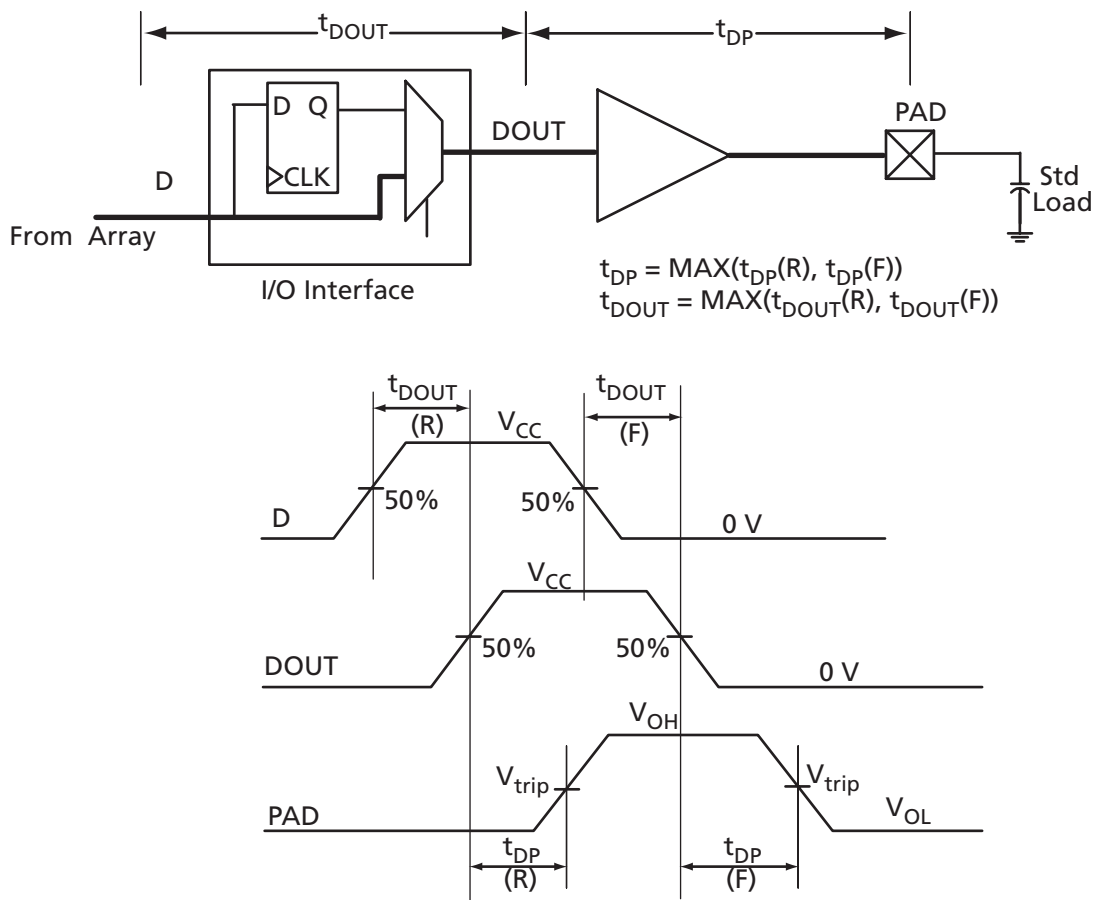 tDOUT
tDP
D Q
CLK
D
From Array
I/O Interface
DOUT
PAD
Std
Load
tDP = MAX(tDP(R), tDP(F))
tDOUT = MAX(tDOUT(R), tDOUT(F))
tDOUT
(R)
VCC
tDOUT
(F)
50%
50%
D
0 V
VCC
50%
50%
DOUT
0 V
VOH
Vtrip
Vtrip
PAD
VOL
tDP
(R)
tDP
(F)